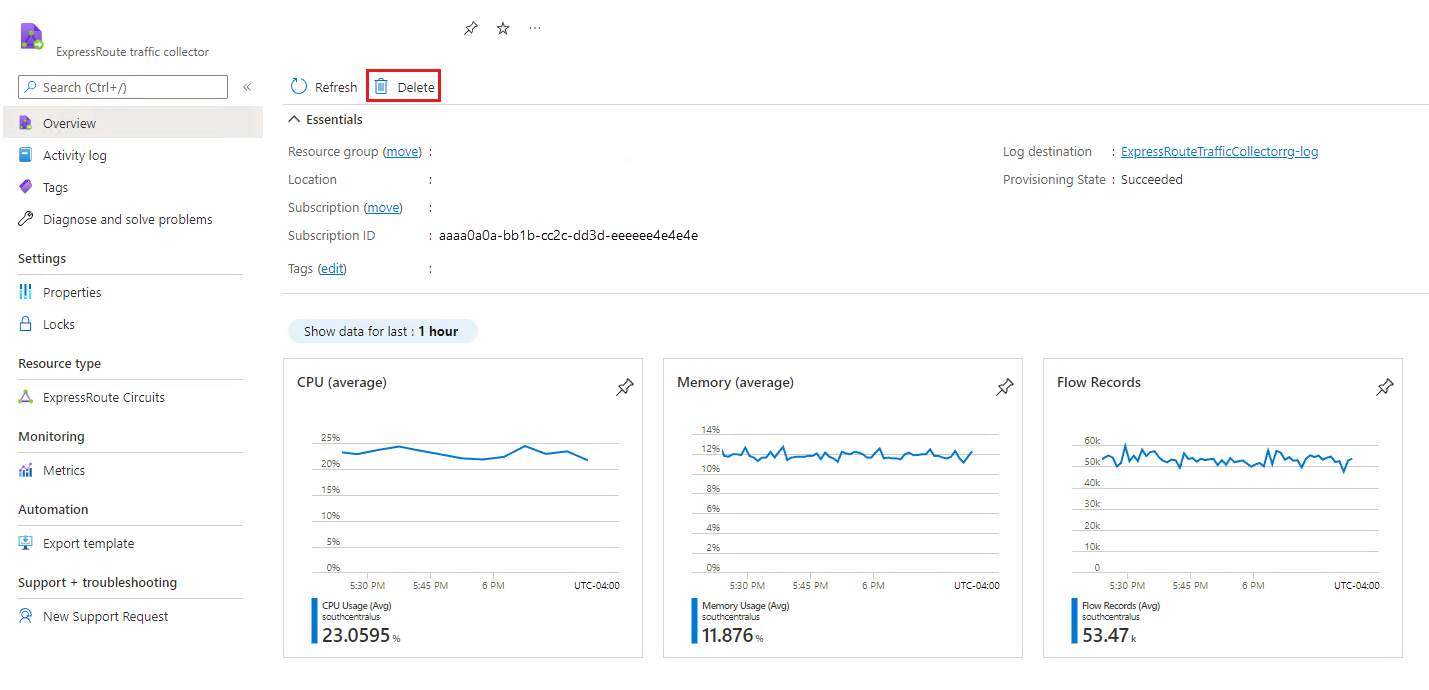 ExpressRoute traffic collector
Search (Ctrl+/)
«
Overview
Activity log
Tags
Diagnose and solve problems
Settings
Properties
Locks
Resource type
ExpressRoute Circuits
Monitoring
Metrics
Automation
Export template
Support + troubleshooting
New Support Request
...
Refresh Delete
Essentials
Resource group (move) :
Location :
Subscription (move) :
Subscription ID : aaaa0a0a-bb1b-cc2c-dd3d-eeeeee4e4e4e
Tags (edit) :
Log destination : ExpressRouteTrafficCollectorrg-log
Provisioning State : Succeeded
Show data for last : 1 hour
CPU (average)
25%
20%
15%
10%
5%
0%
5:30 PM 5:45 PM 6 PM UTC-04:00
CPU Usage (Avg)
southcentralus
23.0595 %
Memory (average)
14%
12%
10%
8%
6%
4%
2%
0%
5:30 PM 5:45 PM 6 PM UTC-04:00
Memory Usage (Avg)
southcentralus
11.876 %
Flow Records
60k
50k
40k
30k
20k
10k
0
5:30 PM 5:45 PM 6 PM UTC-04:00
Flow Records (Avg)
southcentralus
53.47 k